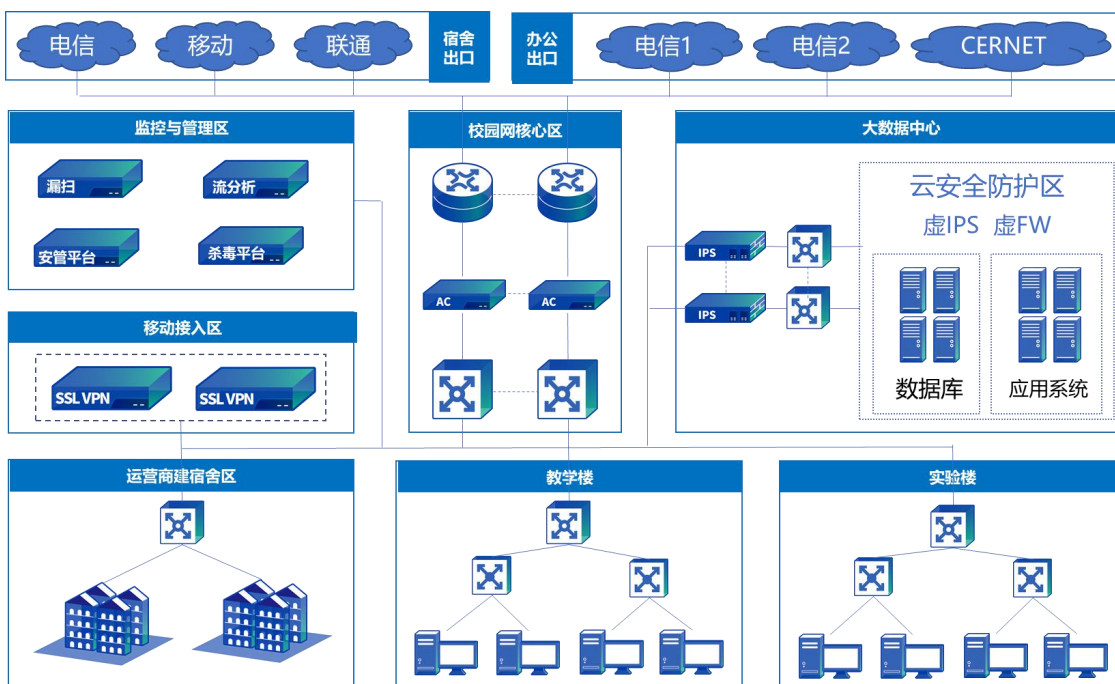 电信
移动
联通
宿舍
出口
办公
出口
电信1
电信2
CERNET
监控与管理区
漏扫
流分析
安管平台
杀毒平台
校园网核心区
AC
AC
大数据中心
云安全防护区
虚IPS 虚FW
IPS
IPS
数据库
应用系统
移动接入区
SSL VPN
SSL VPN
运营商建宿舍区
教学楼
实验楼